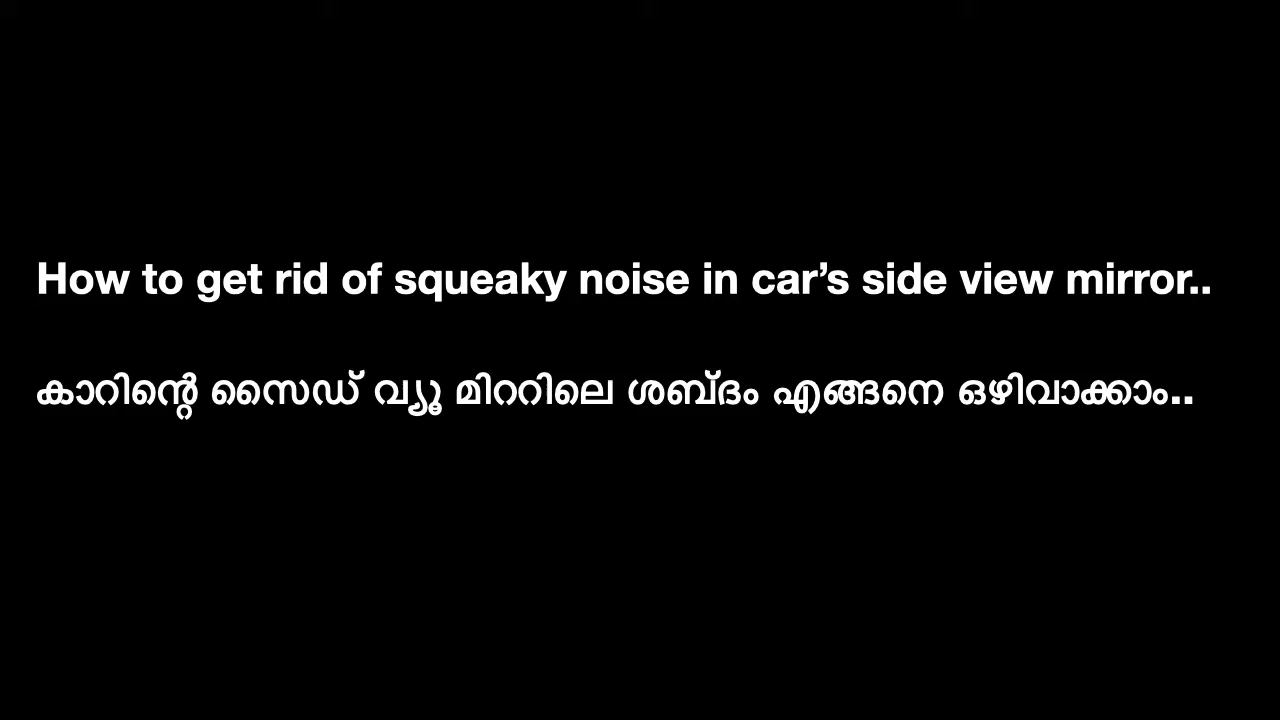 How to get rid of squeaky noise in car’s side view mirror..
കാറിന്റെ സൈഡ് വ്യൂ മിററിലെ ശബ്ദം എങ്ങനെ ഒഴിവാക്കാം..